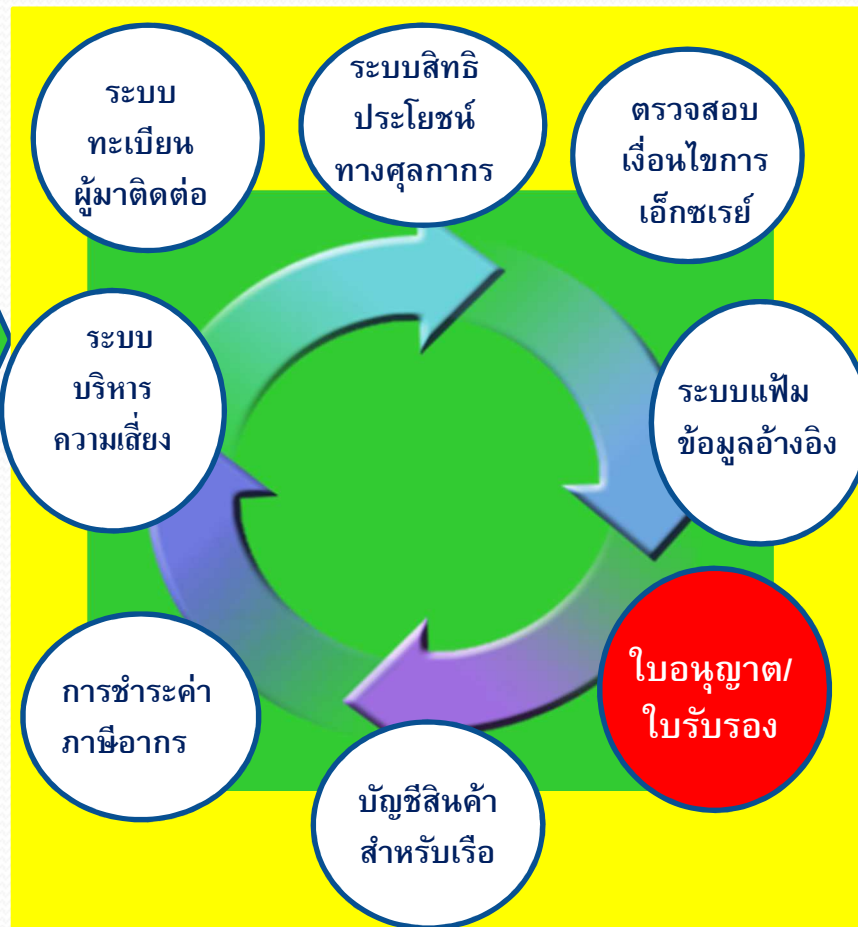 ระบบ
ทะเบียน
ผู้มาติดต่อ
ระบบสิทธิ
ประโยชน์
ทางศุลกากร
ตรวจสอบ
เงื่อนไขการ
เอ็กซเรย์
ระบบ
บริหาร
ความเสี่ยง
ระบบแฟ้ม
ข้อมูลอ้างอิง
การชำระค่า
ภาษีอากร
บัญชีสินค้า
สำหรับเรือ
ใบอนุญาต/
ใบรับรอง